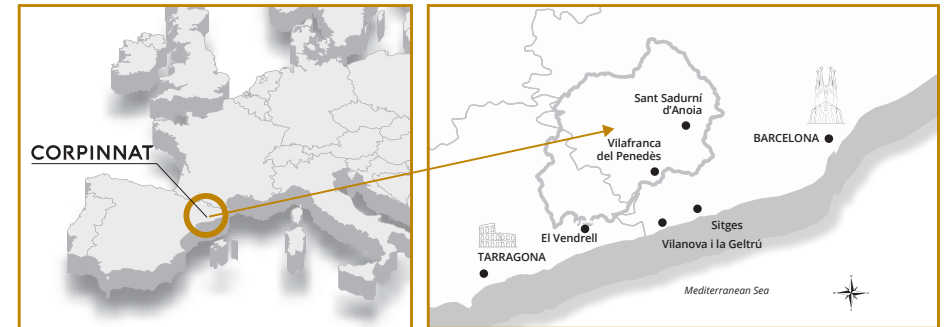 CORPINNAT
Sant Sadurní
d'Anoia
BARCELONA
Vilafranca
del Penedès
El Vendrell
Sitges
Vilanova i la Geltrú
TARRAGONA
Mediterranean Sea